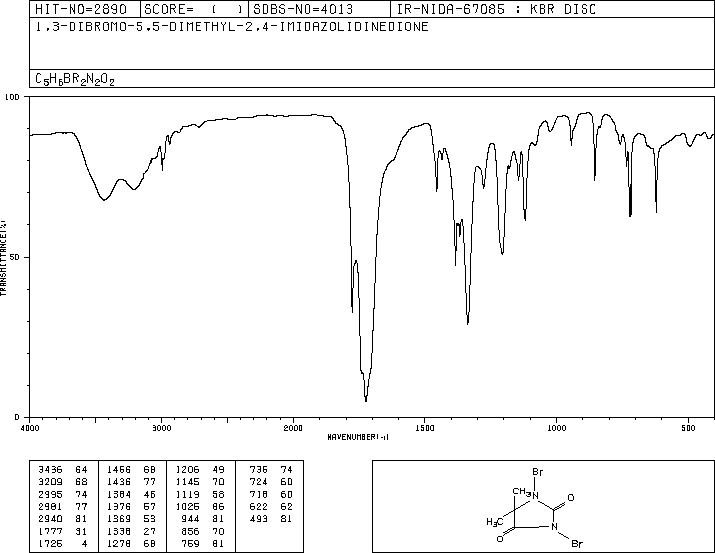 HIT-NO=2890 SCORE= ( ) SDBS-NO=4013 IR-NIDA-67085 : KBR DISC
1,3-DIBROMO-5,5-DIMETHYL-2,4-IMIDAZOLIDINEDIONE
C5H6BR2N2O2
100
50
0
TRANSMITTANCE(%)
4000 3000 2000 1500 1000 500
WAVENUMBER(-1)
3436 64 1456 68 1206 49 736 74
3209 68 1436 77 1145 70 724 60
2995 74 1384 46 1119 58 718 60
2981 77 1376 57 1025 86 622 62
2940 81 1369 53 944 81 493 81
1777 31 1338 27 856 70
1725 4 1278 68 759 81
Br
CH3
N
O
H3C
N
O
Br